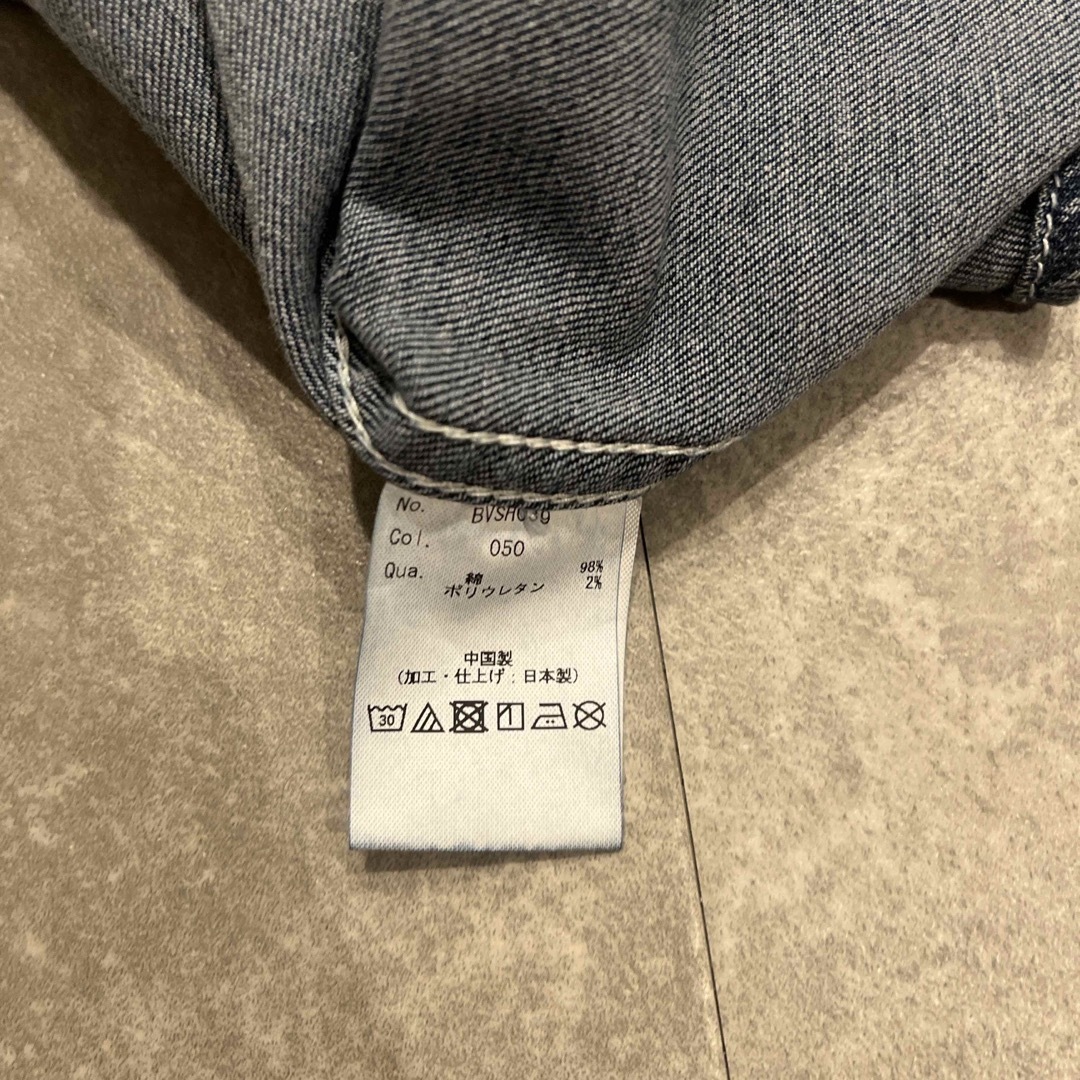 No. BVSH039
Col. 050
Qua. 綿 98%
ポリウレタン 2%
中国製
(加工・仕上げ:日本製)
30